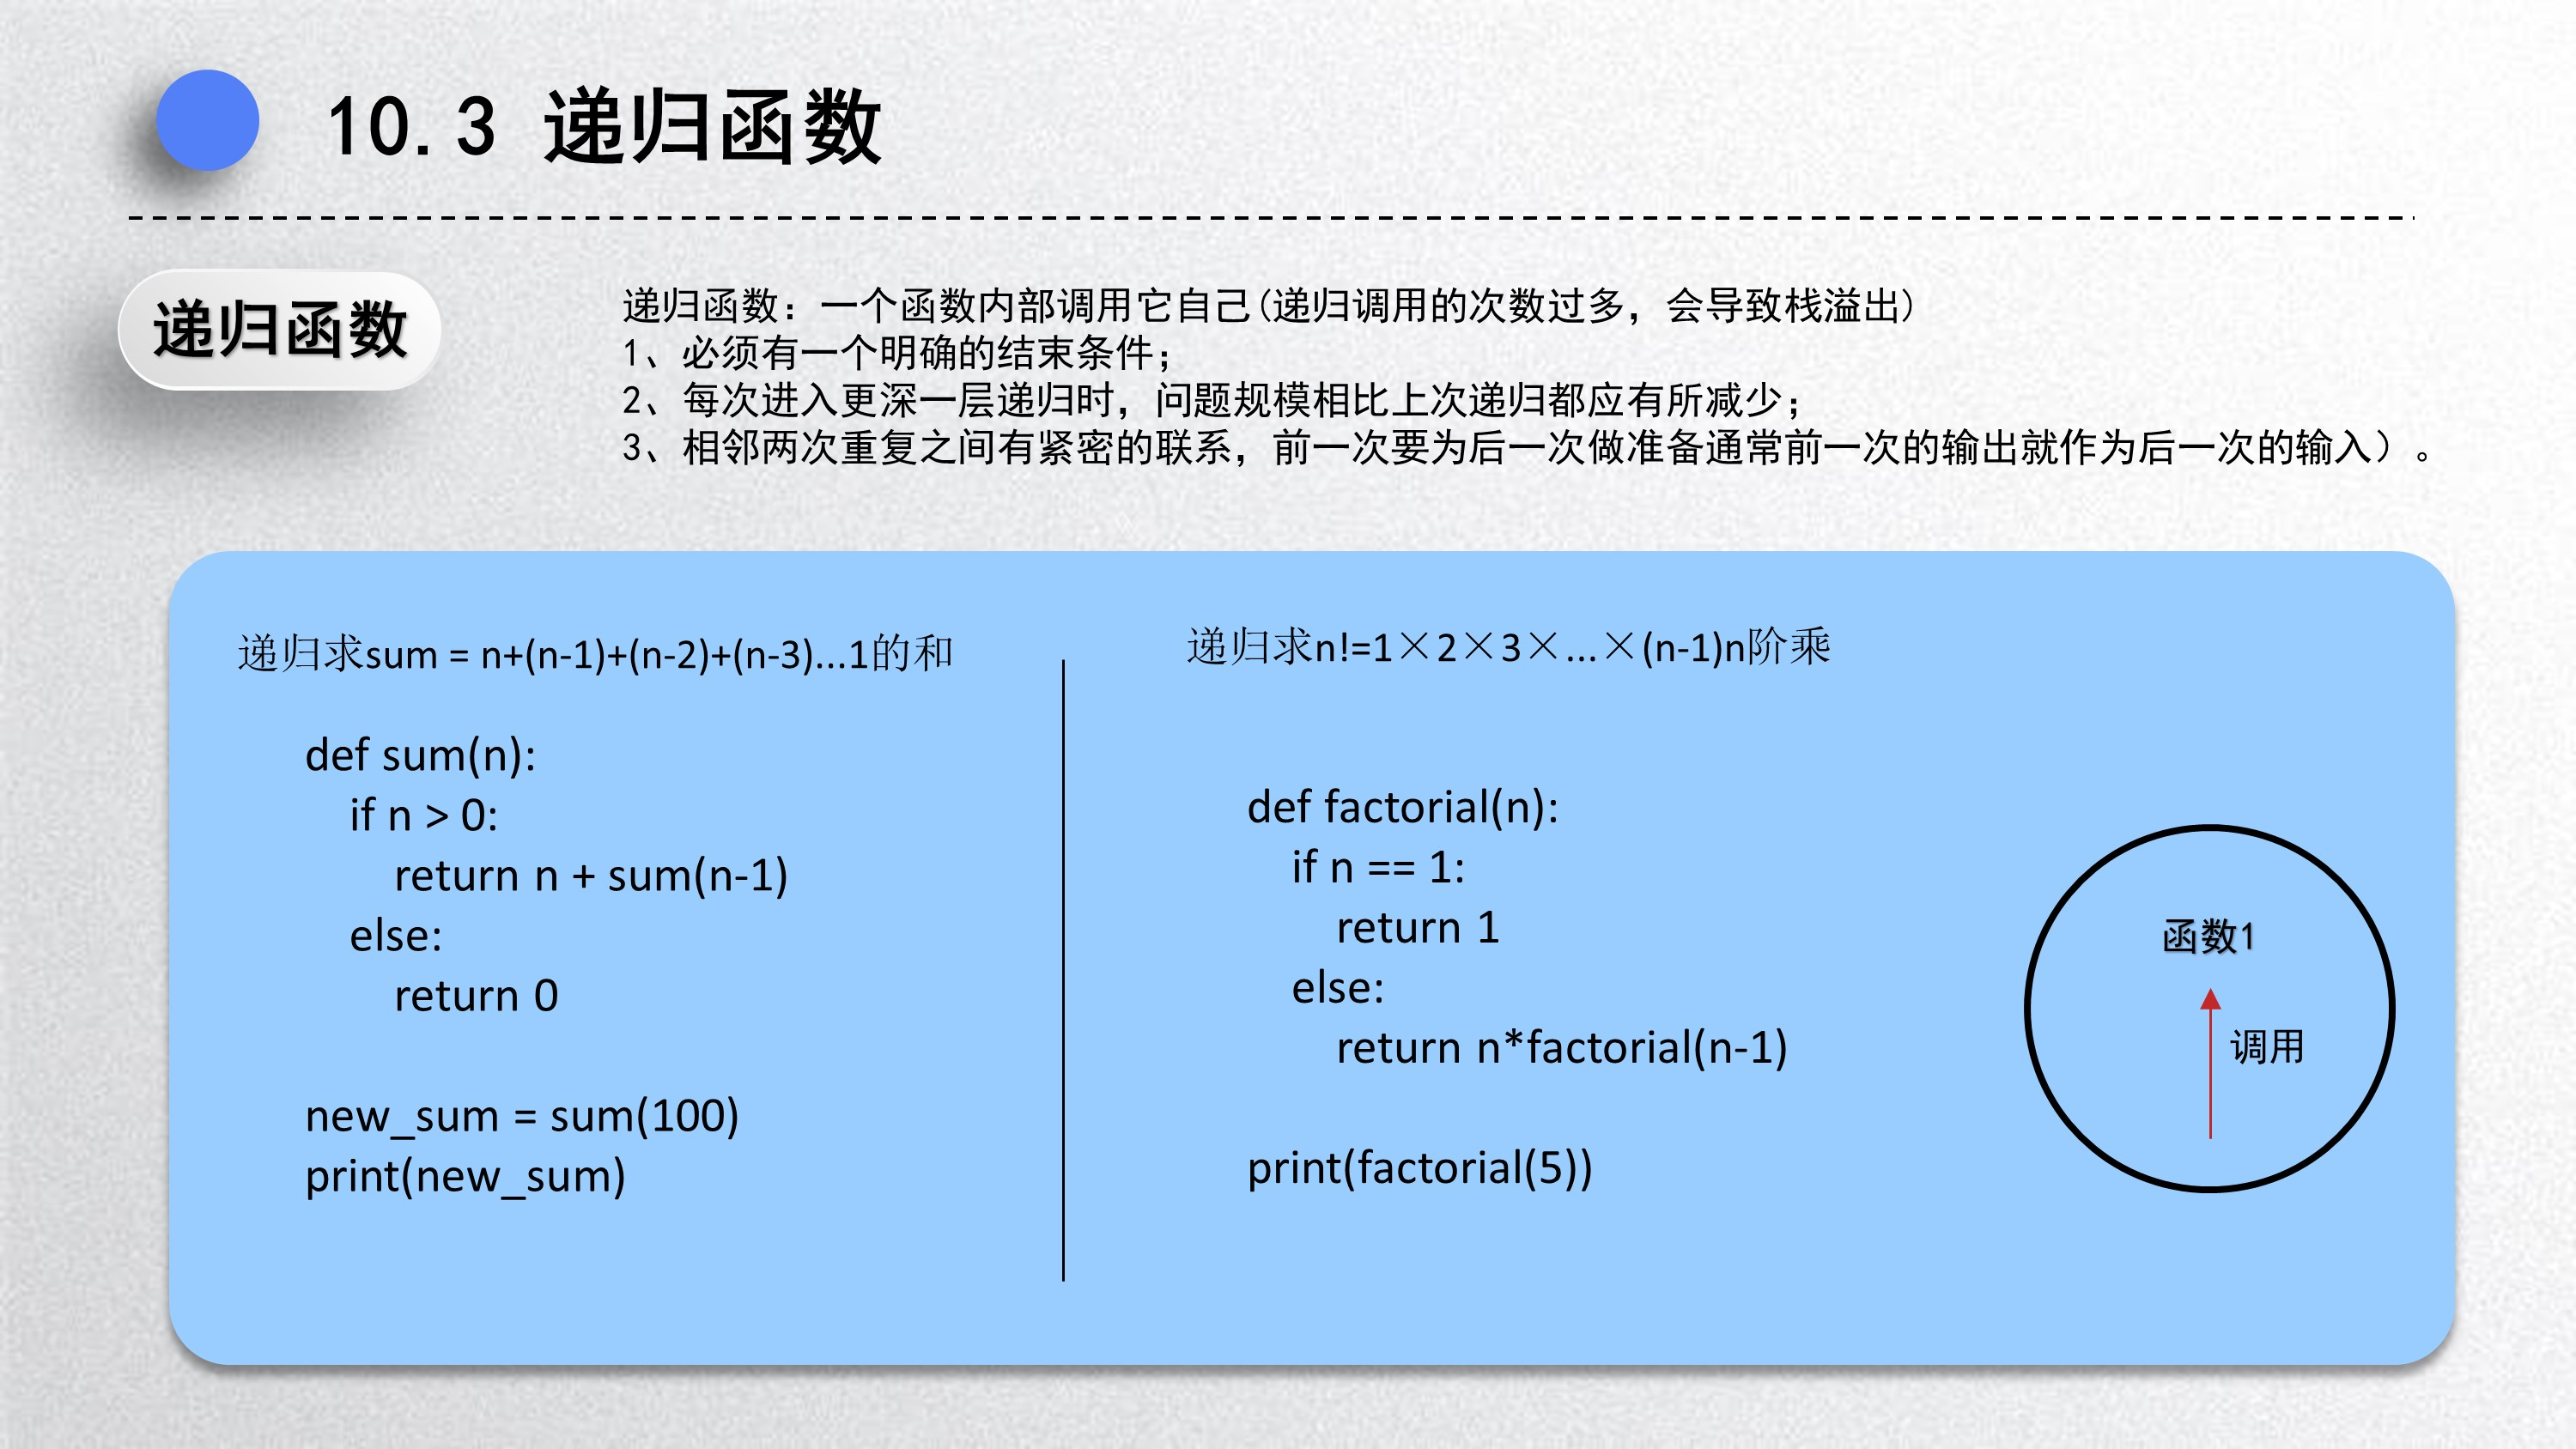 10.3 递归函数
递归函数
递归函数：一个函数内部调用它自己(递归调用的次数过多，会导致栈溢出)
1、必须有一个明确的结束条件；
2、每次进入更深一层递归时，问题规模相比上次递归都应有所减少；
3、相邻两次重复之间有紧密的联系，前一次要为后一次做准备通常前一次的输出就作为后一次的输入）。
递归求sum = n+(n-1)+(n-2)+(n-3)...1的和
def sum(n):
    if n > 0:
        return n + sum(n-1)
    else:
        return 0
new_sum = sum(100)
print(new_sum)
递归求n!=1×2×3×...×(n-1)n阶乘
def factorial(n):
    if n == 1:
        return 1
    else:
        return n*factorial(n-1)
print(factorial(5))
函数1
调用